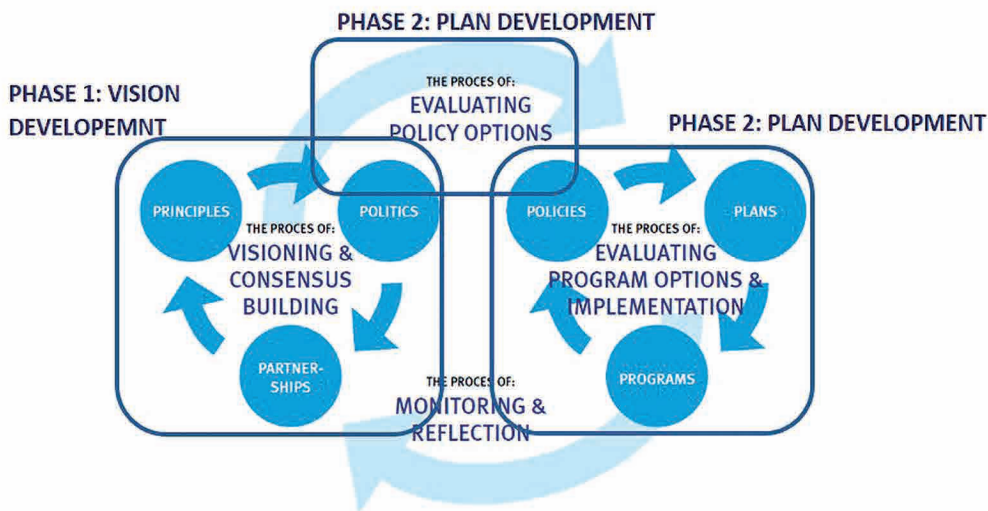 PHASE 2: PLAN DEVELOPMENT
THE PROCES OF:
EVALUATING
POLICY OPTIONS
PHASE 1: VISION
DEVELOPEMNT
PRINCIPLES
POLITICS
THE PROCES OF:
VISIONING &
CONSENSUS
BUILDING
PARTNER-
SHIPS
PHASE 2: PLAN DEVELOPMENT
POLICIES
PLANS
THE PROCES OF:
EVALUATING
PROGRAM OPTIONS &
IMPLEMENTATION
PROGRAMS
THE PROCES OF:
MONITORING &
REFLECTION